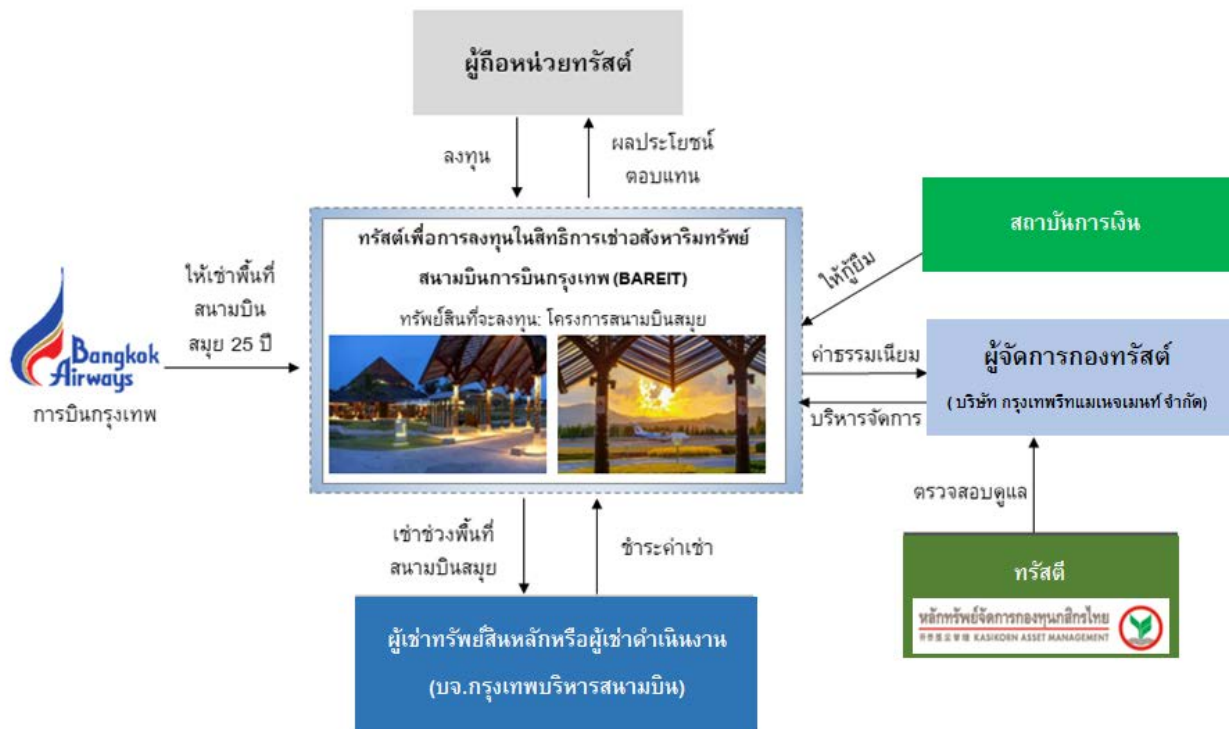 ผู้ถือหน่วยทรัสต์
ลงทุน
ผลประโยชน์
ตอบแทน
ทรัสต์เพื่อการลงทุนในสิทธิการเช่าอสังหาริมทรัพย์
สนามบินการบินกรุงเทพ (BAREIT)
ทรัพย์สินที่จะลงทุน: โครงการสนามบินสมุย
สถาบันการเงิน
ให้กู้ยืม
ให้เช่าพื้นที่
สนามบิน
สมุย 25 ปี
Bangkok
Airways
การบินกรุงเทพ
ค่าธรรมเนียม
บริหารจัดการ
ผู้จัดการกองทรัสต์
( บริษัท กรุงเทพรีทแมเนจเมนท์ จำกัด)
ตรวจสอบดูแล
ทรัสตี
หลักทรัพย์จัดการกองทุนกสิกรไทย
KASIKORN ASSET MANAGEMENT
เช่าช่วงพื้นที่
สนามบินสมุย
ชำระค่าเช่า
ผู้เช่าทรัพย์สินหลักหรือผู้เช่าดำเนินงาน
(บจ.กรุงเทพบริหารสนามบิน)